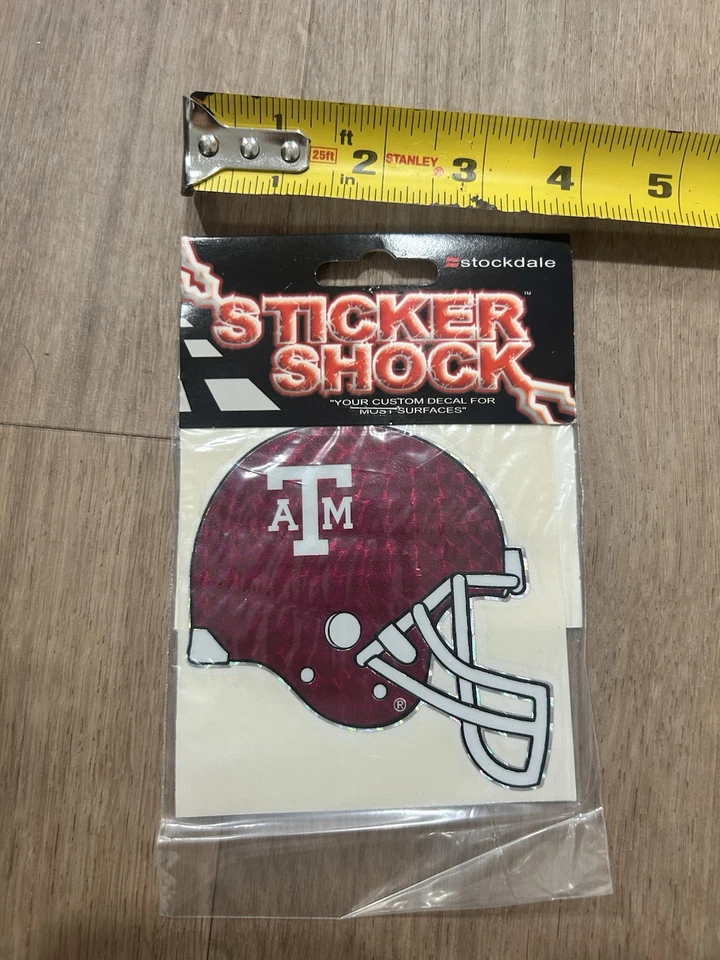 1 ft 2 3 4 5
25ft STANLEY®
1 in
stockdale
STICKER™
SHOCK
"YOUR CUSTOM DECAL FOR
MOST SURFACES"
ATM
®